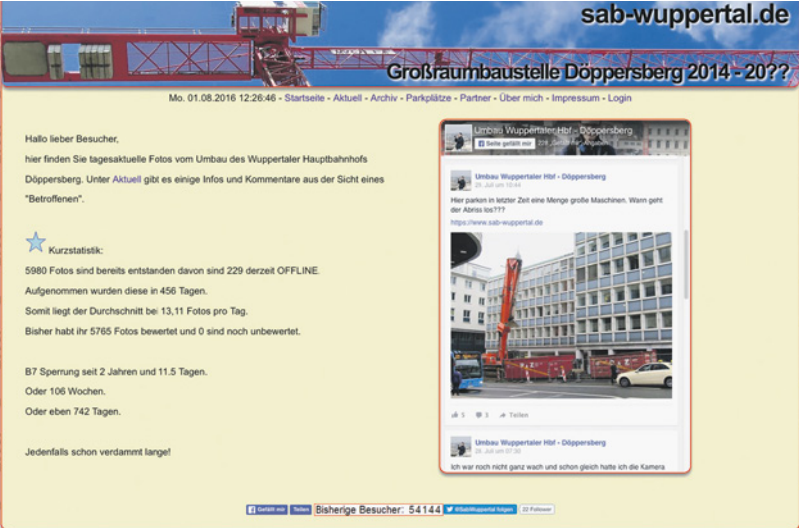 sab-wuppertal.de
Großraumbaustelle Döppersberg 2014 - 20??
Mo. 01.08.2016 12:26:46 - Startseite - Aktuell - Archiv - Parkplätze - Partner - Über mich - Impressum - Login
Hallo lieber Besucher,
hier finden Sie tagesaktuelle Fotos vom Umbau des Wuppertaler Hauptbahnhofs
Döppersberg. Unter Aktuell gibt es einige Infos und Kommentare aus der Sicht eines
"Betroffenen".
Kurzstatistik:
5980 Fotos sind bereits entstanden davon sind 229 derzeit OFFLINE.
Aufgenommen wurden diese in 456 Tagen.
Somit liegt der Durchschnitt bei 13,11 Fotos pro Tag.
Bisher habt ihr 5765 Fotos bewertet und 0 sind noch unbewertet.
B7 Sperrung seit 2 Jahren und 11.5 Tagen.
Oder 106 Wochen.
Oder eben 742 Tagen.
Jedenfalls schon verdammt lange!
Umbau Wuppertaler Hbf - Döppersberg
Seite gefällt mir
Umbau Wuppertaler Hbf - Döppersberg
Hier parken in letzter Zeit eine Menge große Maschinen. Wann geht
der Abriss los???
https://www.sab-wuppertal.de
3 3 Teilen
Umbau Wuppertaler Hbf - Döppersberg
Ich war noch nicht ganz wach und schon gleich hatte ich die Kamera
Gefällt mir Teilen Bisherige Besucher: 54144 @SabWuppertal folgen 22 Follower